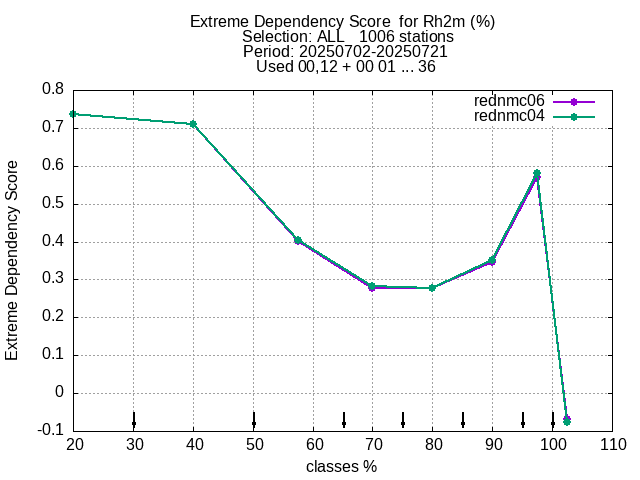 Extreme Dependency Score  for Rh2m (%)
Selection: ALL   1006 stations
Period: 20250702-20250721
Used 00,12 + 00 01 ... 36
rednmc06
rednmc04
0.8
0.7
0.6
0.5
0.4
0.3
0.2
0.1
0
-0.1
Extreme Dependency Score
20 30 40 50 60 70 80 90 100 110
classes %